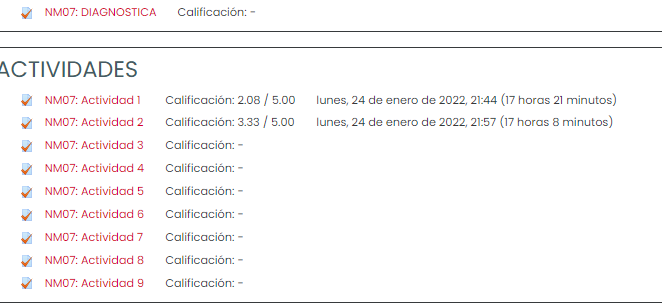 NM07: DIAGNOSTICA Calificación: -
ACTIVIDADES
NM07: Actividad 1 Calificación: 2.08 / 5.00 lunes, 24 de enero de 2022, 21:44 (17 horas 21 minutos)
NM07: Actividad 2 Calificación: 3.33 / 5.00 lunes, 24 de enero de 2022, 21:57 (17 horas 8 minutos)
NM07: Actividad 3 Calificación: -
NM07: Actividad 4 Calificación: -
NM07: Actividad 5 Calificación: -
NM07: Actividad 6 Calificación: -
NM07: Actividad 7 Calificación: -
NM07: Actividad 8 Calificación: -
NM07: Actividad 9 Calificación: -